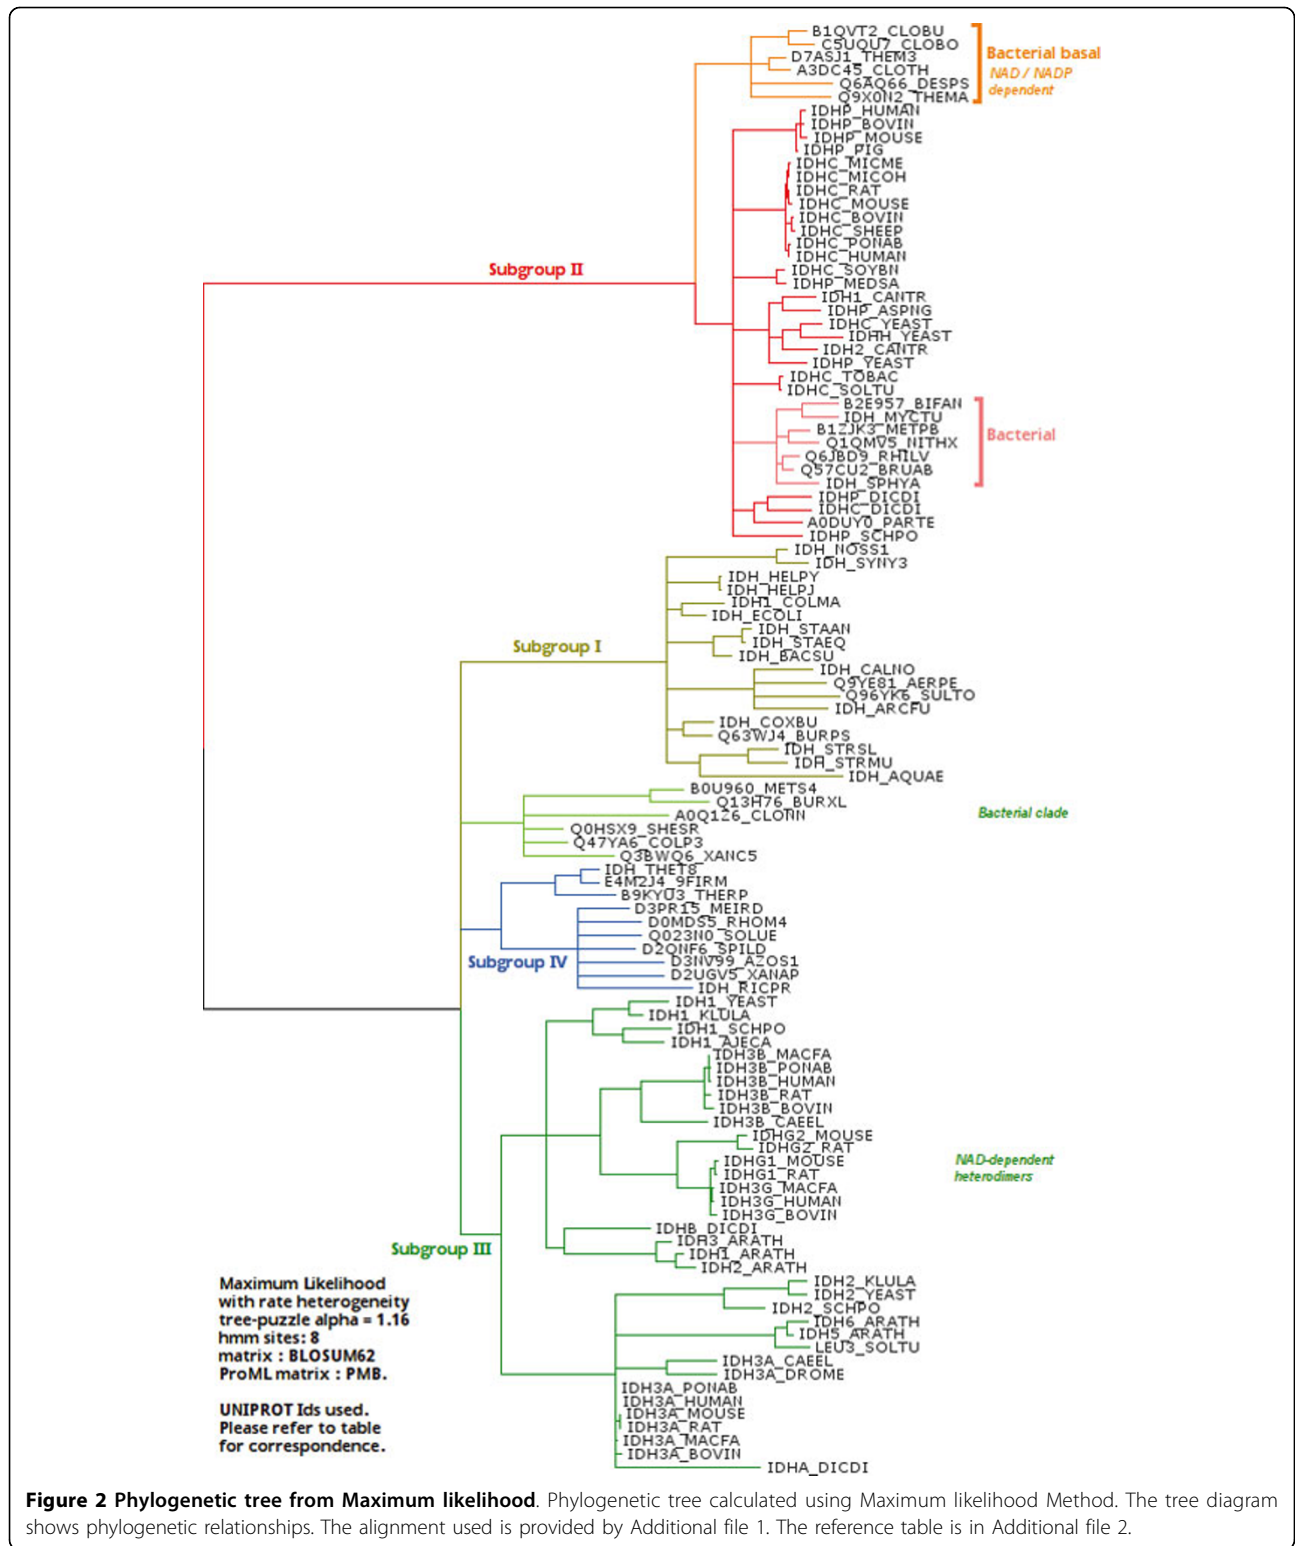 B1QVT2_CLOBU
C5UQU7_CLOBO
D7ASJ1_THEM3
A3DC45_CLOTH
Q6AQ66_DESPS
Q9X0N2_THEMA
Bacterial basal
NAD / NADP
dependent
IDHP_HUMAN
IDHP_BOVIN
IDHP_MOUSE
IDHP_PIG
IDHC_MICME
IDHC_MICOH
IDHC_RAT
IDHC_MOUSE
IDHC_BOVIN
IDHC_SHEEP
IDHC_PONAB
IDHC_HUMAN
Subgroup II
IDHC_SOYBN
IDHP_MEDSA
IDH1_CANTR
IDHP_ASPNG
IDHC_YEAST
IDHH_YEAST
IDH2_CANTR
IDHP_YEAST
IDHC_TOBAC
IDHC_SOLTU
B2E957_BIFAN
IDH_MYCTU
B1ZJK3_METPB
Q1QMV5_NITHX
Q6JBD9_RHILV
Q57CU2_BRUAB
IDH_SPHYA
Bacterial
IDHP_DICDI
IDHC_DICDI
A0DUY0_PARTE
IDHP_SCHPO
IDH_NOSS1
IDH_SYNY3
IDH_HELPY
IDH_HELPJ
IDH1_COLMA
IDH_ECOLI
IDH_STAAN
IDH_STAEQ
IDH_BACSU
Subgroup I
IDH_CALNO
Q9YE81_AERPE
Q96YK6_SULTO
IDH_ARCFU
IDH_COXBU
Q63WJ4_BURPS
IDH_STRSL
IDH_STRMU
IDH_AQUAE
B0U960_METS4
Q13H76_BURXL
A0Q1Z6_CLONN
Q0HSX9_SHESR
Q47YA6_COLP3
Q3BWQ6_XANC5
Bacterial clade
IDH_THET8
E4M2J4_9FIRM
B9KYU3_THERP
D3PR15_MEIRD
D0MDS5_RHOM4
Q023N0_SOLUE
D2QNF6_SPILD
D3NV99_AZOS1
D2UGV5_XANAP
IDH_RICPR
Subgroup IV
IDH1_YEAST
IDH1_KLULA
IDH1_SCHPO
IDH1_AJECA
IDH3B_MACFA
IDH3B_PONAB
IDH3B_HUMAN
IDH3B_RAT
IDH3B_BOVIN
IDH3B_CAEEL
IDHG2_MOUSE
IDHG2_RAT
IDHG1_MOUSE
IDHG1_RAT
IDH3G_MACFA
IDH3G_HUMAN
IDH3G_BOVIN
NAD-dependent
heterodimers
IDHB_DICDI
IDH3_ARATH
IDH1_ARATH
IDH2_ARATH
Subgroup III
IDH2_KLULA
IDH2_YEAST
IDH2_SCHPO
IDH6_ARATH
IDH5_ARATH
LEU3_SOLTU
IDH3A_CAEEL
IDH3A_DROME
IDH3A_PONAB
IDH3A_HUMAN
IDH3A_MOUSE
IDH3A_RAT
IDH3A_MACFA
IDH3A_BOVIN
IDHA_DICDI
Maximum Likelihood
with rate heterogeneity
tree-puzzle alpha = 1.16
hmm sites: 8
matrix : BLOSUM62
ProML matrix : PMB.
UNIPROT Ids used.
Please refer to table
for correspondence.
Figure 2 Phylogenetic tree from Maximum likelihood. Phylogenetic tree calculated using Maximum likelihood Method. The tree diagram
shows phylogenetic relationships. The alignment used is provided by Additional file 1. The reference table is in Additional file 2.